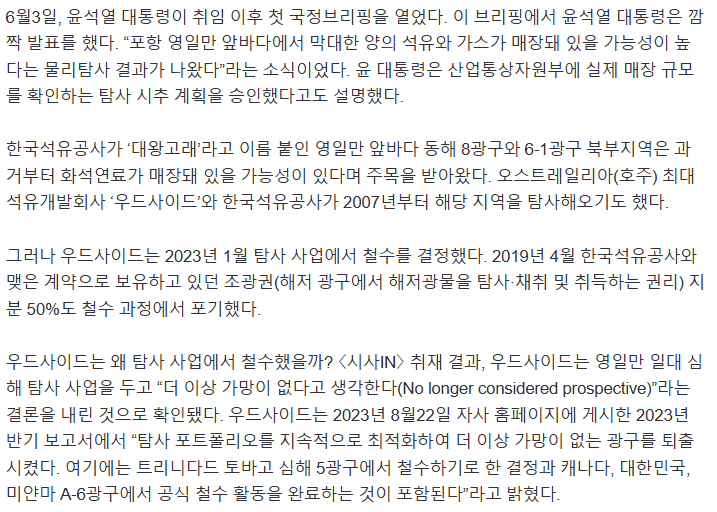 6월3일, 윤석열 대통령이 취임 이후 첫 국정브리핑을 열었다. 이 브리핑에서 윤석열 대통령은 깜
짝 발표를 했다. “포항 영일만 앞바다에서 막대한 양의 석유와 가스가 매장돼 있을 가능성이 높
다는 물리탐사 결과가 나왔다”라는 소식이었다. 윤 대통령은 산업통상자원부에 실제 매장 규모
를 확인하는 탐사 시추 계획을 승인했다고도 설명했다.
한국석유공사가 ‘대왕고래’라고 이름 붙인 영일만 앞바다 동해 8광구와 6-1광구 북부지역은 과
거부터 화석연료가 매장돼 있을 가능성이 있다며 주목을 받아왔다. 오스트레일리아(호주) 최대
석유개발회사 ‘우드사이드’와 한국석유공사가 2007년부터 해당 지역을 탐사해오기도 했다.
그러나 우드사이드는 2023년 1월 탐사 사업에서 철수를 결정했다. 2019년 4월 한국석유공사와
맺은 계약으로 보유하고 있던 조광권(해저 광구에서 해저광물을 탐사·채취 및 취득하는 권리) 지
분 50%도 철수 과정에서 포기했다.
우드사이드는 왜 탐사 사업에서 철수했을까? 〈시사IN〉 취재 결과, 우드사이드는 영일만 일대 심
해 탐사 사업을 두고 “더 이상 가망이 없다고 생각한다(No longer considered prospective)”라는
결론을 내린 것으로 확인됐다. 우드사이드는 2023년 8월22일 자사 홈페이지에 게시한 2023년
반기 보고서에서 “탐사 포트폴리오를 지속적으로 최적화하여 더 이상 가망이 없는 광구를 퇴출
시켰다. 여기에는 트리니다드 토바고 심해 5광구에서 철수하기로 한 결정과 캐나다, 대한민국,
미얀마 A-6광구에서 공식 철수 활동을 완료하는 것이 포함된다”라고 밝혔다.